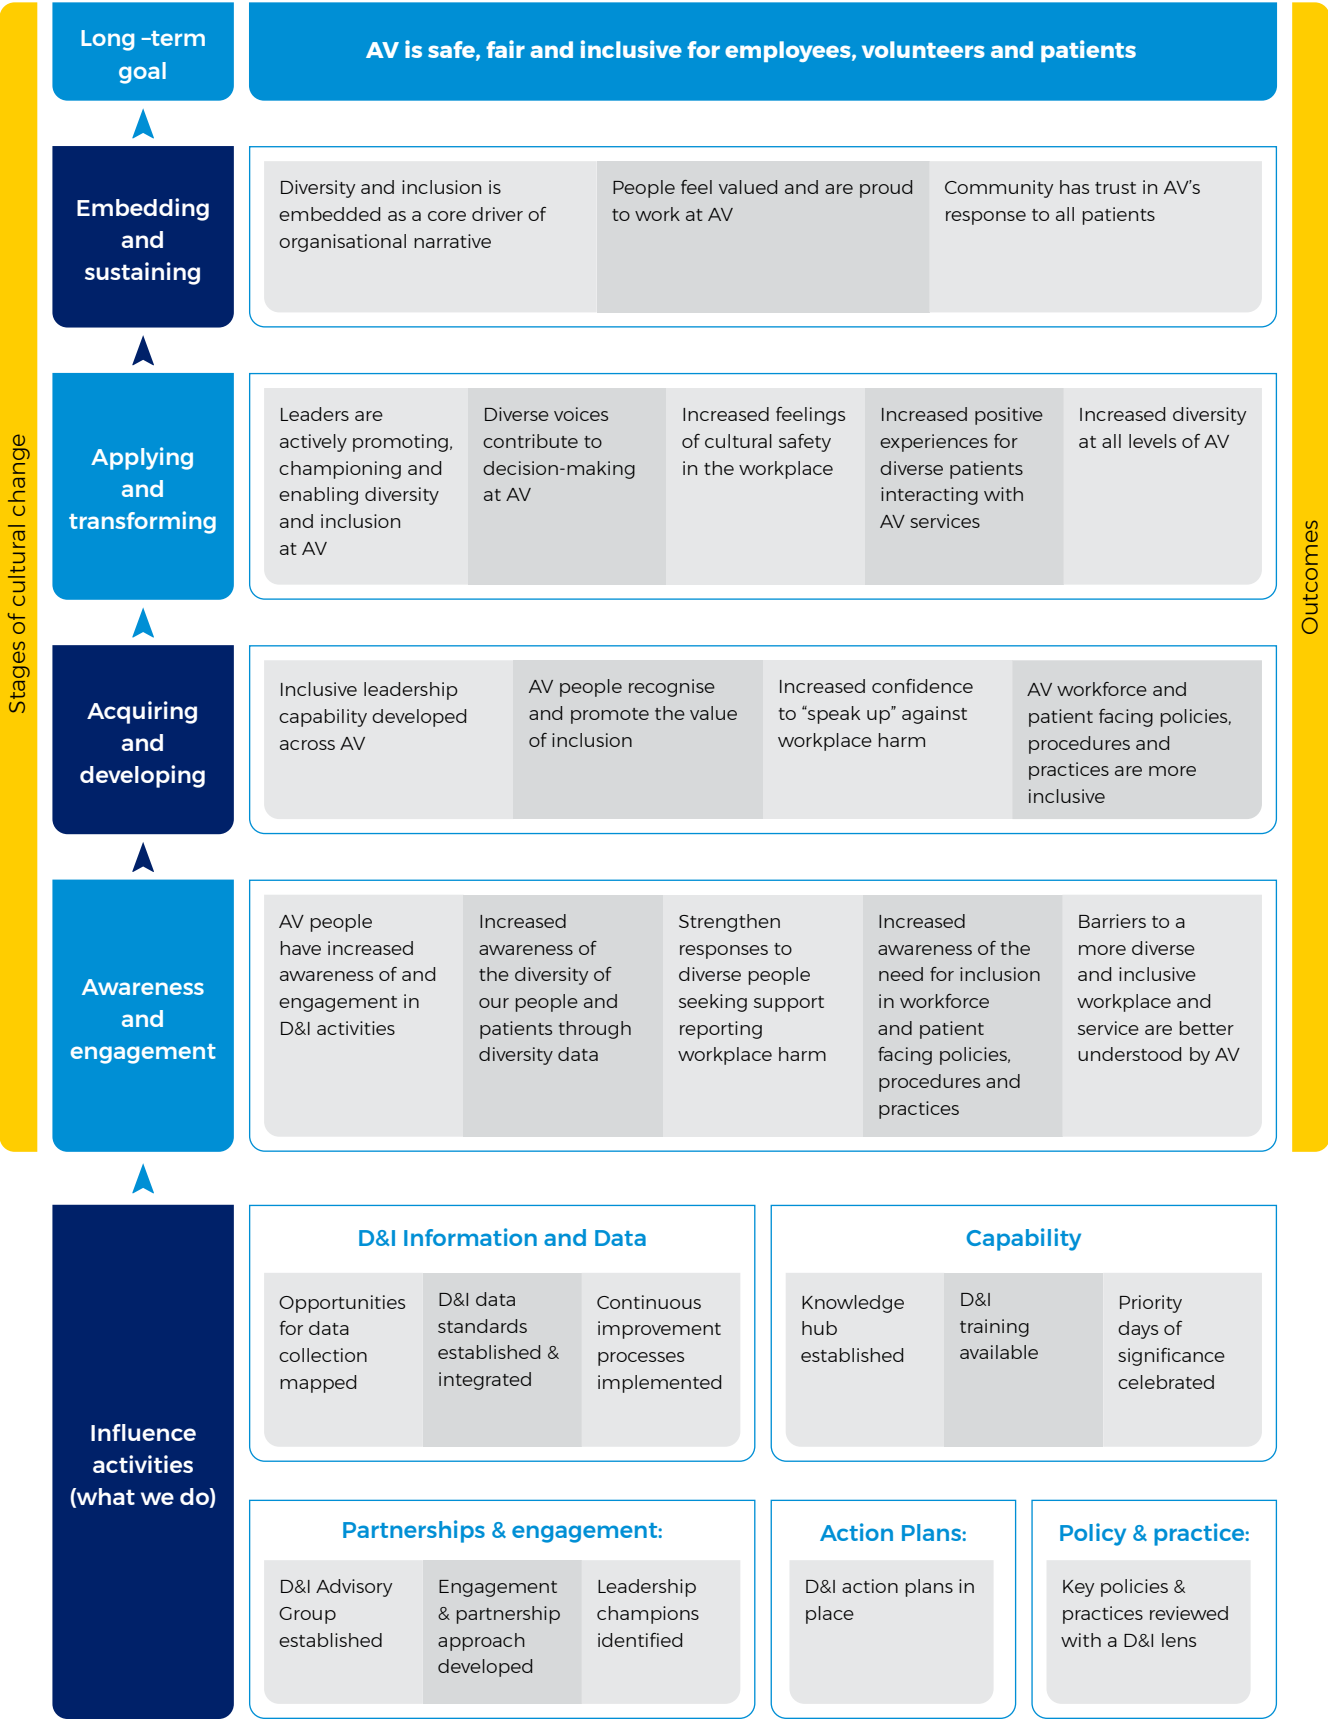 Long –term
goal
AV is safe, fair and inclusive for employees, volunteers and patients
Stages of cultural change
Outcomes
Embedding
and
sustaining
Diversity and inclusion is
embedded as a core driver of
organisational narrative
People feel valued and are proud
to work at AV
Community has trust in AV’s
response to all patients
Applying
and
transforming
Leaders are
actively promoting,
championing and
enabling diversity
and inclusion
at AV
Diverse voices
contribute to
decision-making
at AV
Increased feelings
of cultural safety
in the workplace
Increased positive
experiences for
diverse patients
interacting with
AV services
Increased diversity
at all levels of AV
Acquiring
and
developing
Inclusive leadership
capability developed
across AV
AV people recognise
and promote the value
of inclusion
Increased confidence
to “speak up” against
workplace harm
AV workforce and
patient facing policies,
procedures and
practices are more
inclusive
Awareness
and
engagement
AV people
have increased
awareness of and
engagement in
D&I activities
Increased
awareness of
the diversity of
our people and
patients through
diversity data
Strengthen
responses to
diverse people
seeking support
reporting
workplace harm
Increased
awareness of the
need for inclusion
in workforce
and patient
facing policies,
procedures and
practices
Barriers to a
more diverse
and inclusive
workplace and
service are better
understood by AV
Influence
activities
(what we do)
D&I Information and Data
Opportunities
for data
collection
mapped
D&I data
standards
established &
integrated
Continuous
improvement
processes
implemented
Capability
Knowledge
hub
established
D&I
training
available
Priority
days of
significance
celebrated
Partnerships & engagement:
D&I Advisory
Group
established
Engagement
& partnership
approach
developed
Leadership
champions
identified
Action Plans:
D&I action plans in
place
Policy & practice:
Key policies &
practices reviewed
with a D&I lens